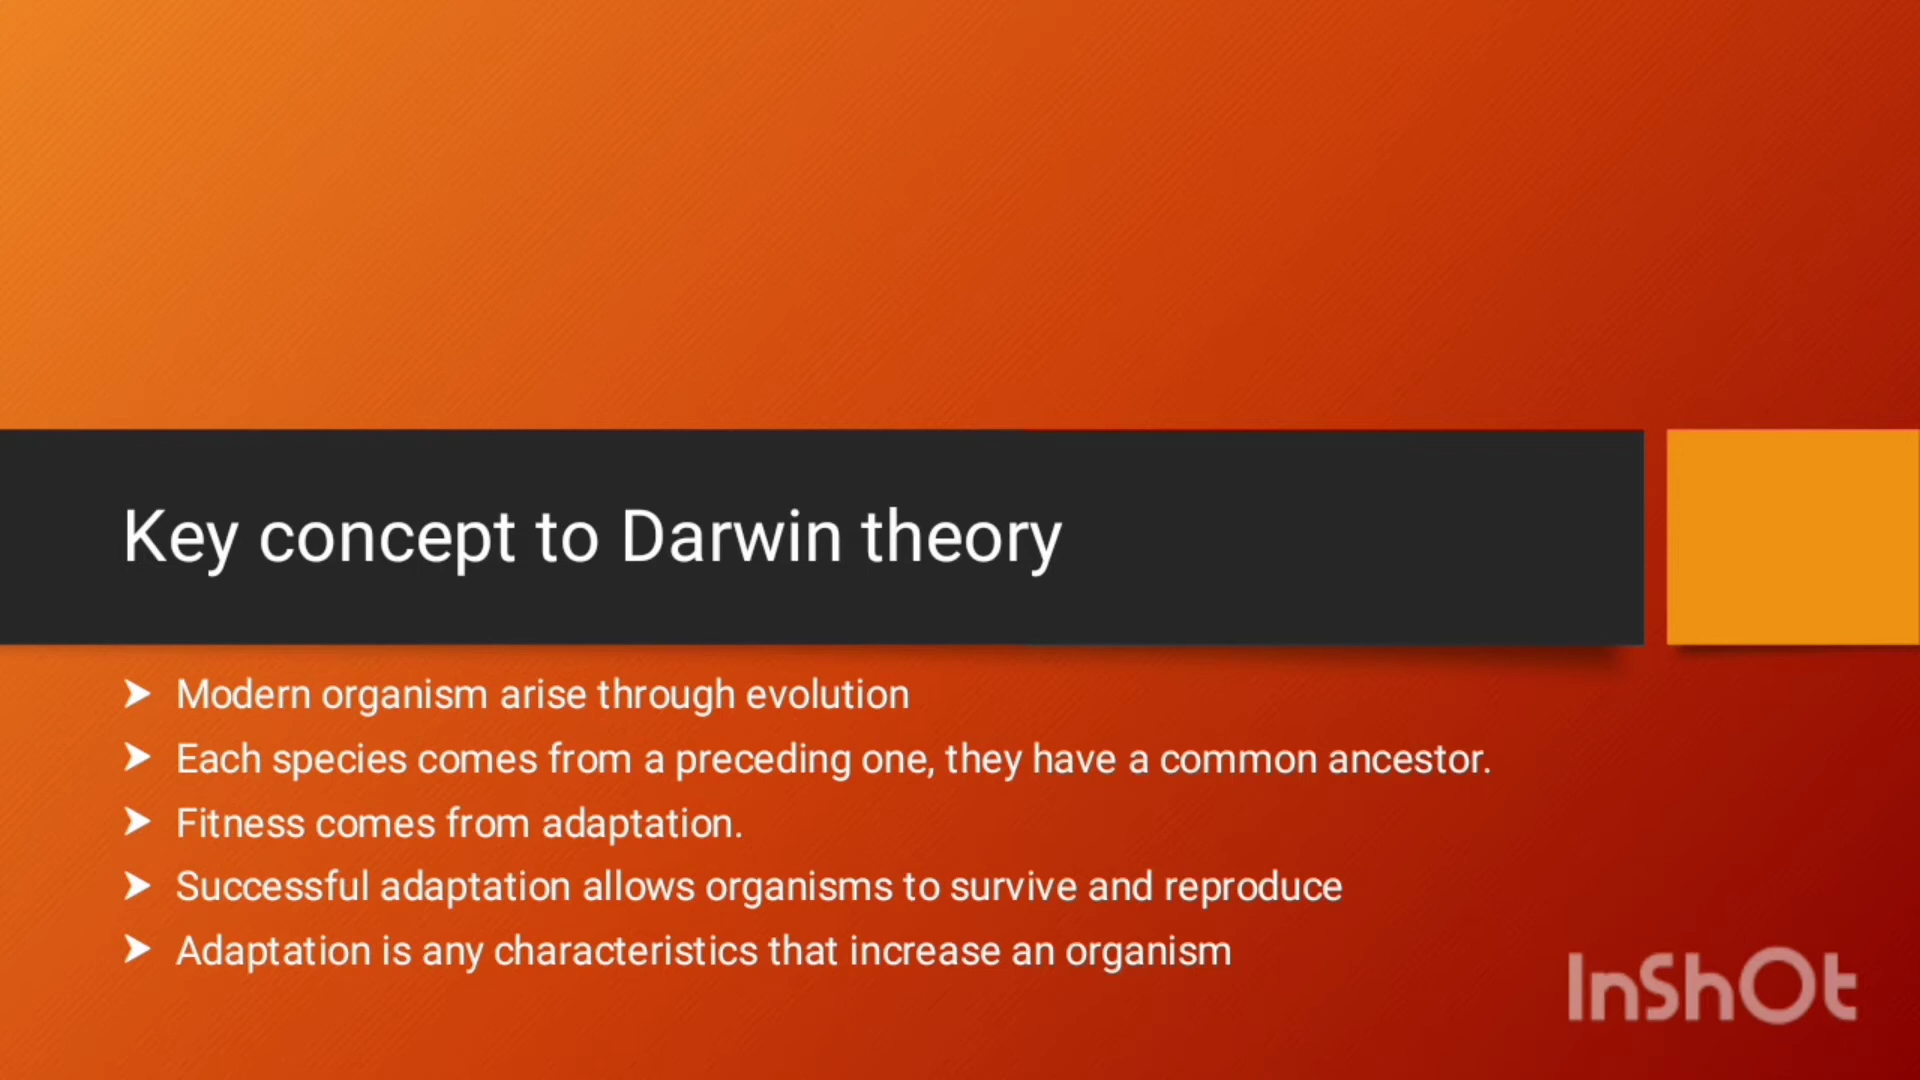 Key concept to Darwin theory
Modern organism arise through evolution
Each species comes from a preceding one, they have a common ancestor.
Fitness comes from adaptation.
Successful adaptation allows organisms to survive and reproduce
Adaptation is any characteristics that increase an organism
InShOt